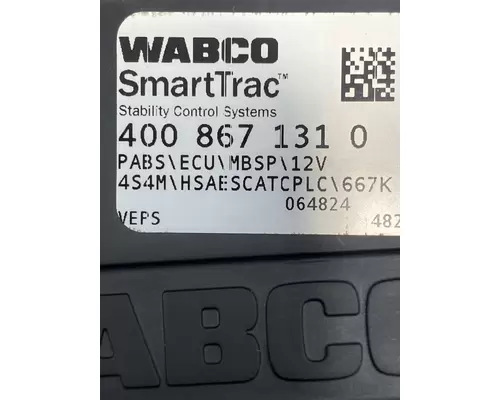 WABCO
SmartTrac™
Stability Control Systems
400 867 131 0
PABS\ECU\MBSP\12V
4S4M\HSAESCATCPLC\667K
064824
VEPS 482
ABCO